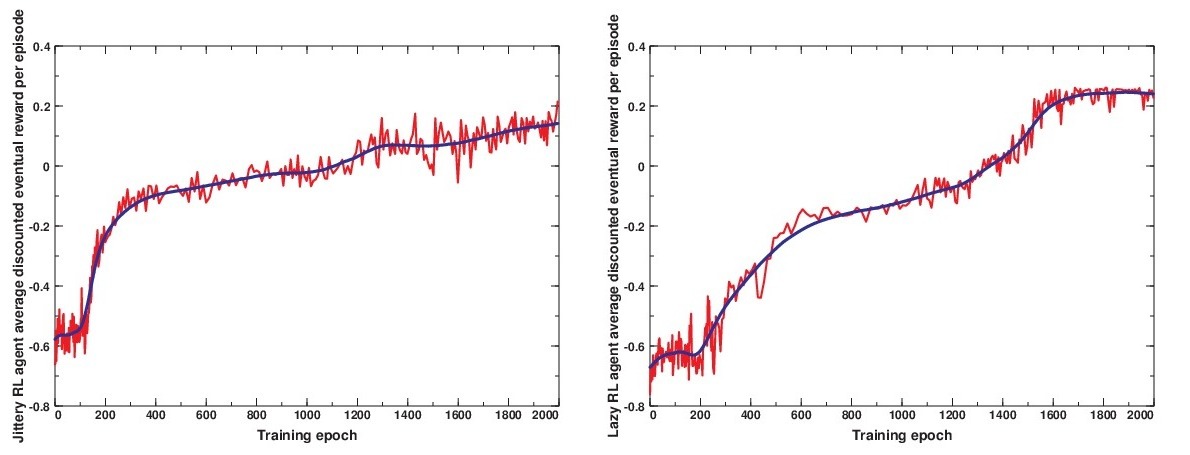 Jittery RL agent average discounted eventual reward per episode
0.4
0.2
0
-0.2
-0.4
-0.6
-0.8
0 200 400 600 800 1000 1200 1400 1600 1800 2000
Training epoch
Lazy RL agent average discounted eventual reward per episode
0.4
0.2
0
-0.2
-0.4
-0.6
-0.8
0 200 400 600 800 1000 1200 1400 1600 1800 2000
Training epoch